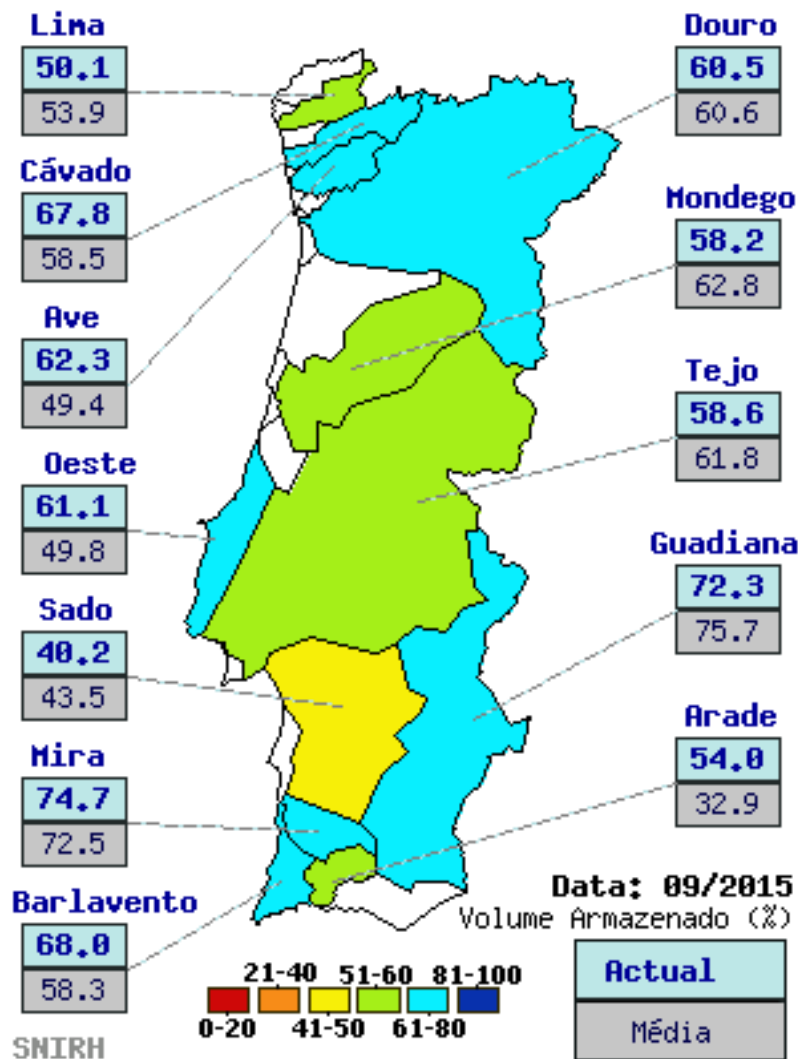 Lima
50.1
53.9
Cávado
67.8
58.5
Ave
62.3
49.4
Oeste
61.1
49.8
Sado
40.2
43.5
Mira
74.7
72.5
Barlavento
68.0
58.3
Douro
60.5
60.6
Mondego
58.2
62.8
Tejo
58.6
61.8
Guadiana
72.3
75.7
Arade
54.0
32.9
Data: 09/2015
Volume Armazenado (%)
Actual
Média
21-40 51-60 81-100
0-20 41-50 61-80
SNIRH